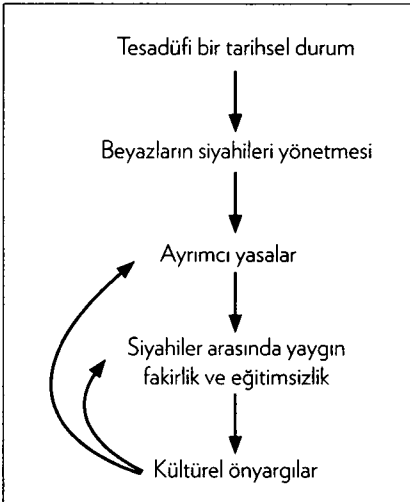 Tesadüfi bir tarihsel durum
Beyazların siyahileri yönetmesi
Ayrımcı yasalar
Siyahiler arasında yaygın
fakirlik ve eğitimsizlik
Kültürel önyargılar